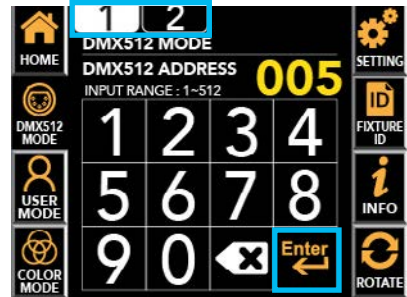 1 2
HOME
DMX512 MODE
SETTING
DMX512 ADDRESS
INPUT RANGE : 1~512
005
DMX512
MODE
1 2 3 4
ID
FIXTURE
ID
USER
MODE
5 6 7 8
i
INFO
COLOR
MODE
9 0 X Enter
ROTATE